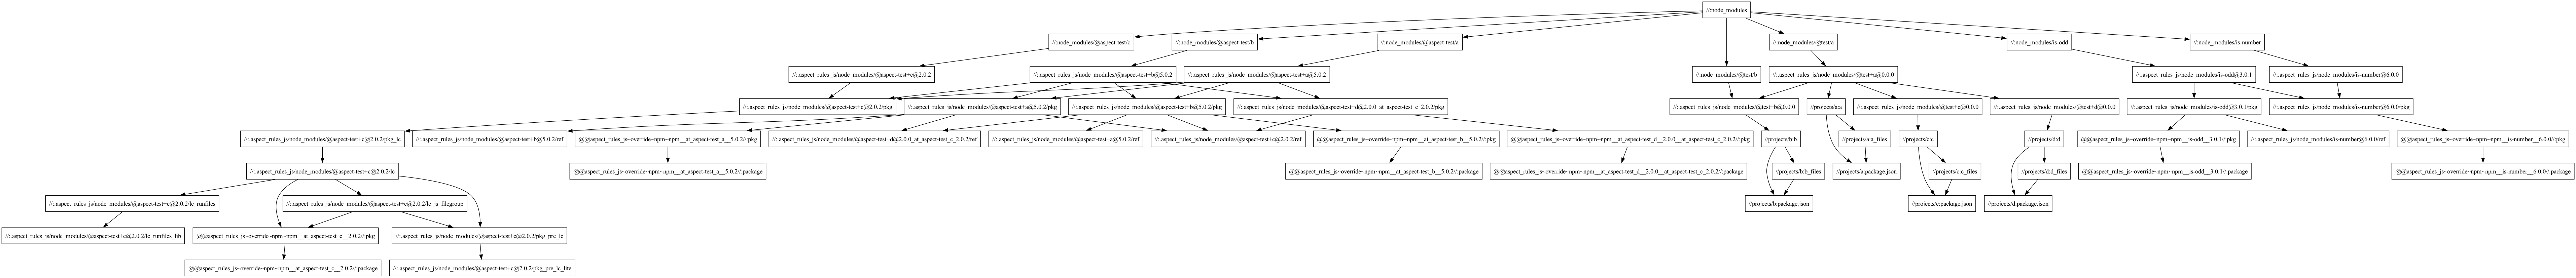 //:node_modules
//:node_modules/@aspect-test/c
//:node_modules/@aspect-test/b
//:node_modules/@aspect-test/a
//:node_modules/@test/a
//:node_modules/is-odd
//:node_modules/is-number
//:.aspect_rules_js/node_modules/@aspect-test+c@2.0.2
//:.aspect_rules_js/node_modules/@aspect-test+b@5.0.2
//:.aspect_rules_js/node_modules/@aspect-test+a@5.0.2
//:node_modules/@test/b
//:.aspect_rules_js/node_modules/@test+a@0.0.0
//:.aspect_rules_js/node_modules/is-odd@3.0.1
//:.aspect_rules_js/node_modules/is-number@6.0.0
//:.aspect_rules_js/node_modules/@aspect-test+c@2.0.2/pkg
//:.aspect_rules_js/node_modules/@aspect-test+a@5.0.2/pkg
//:.aspect_rules_js/node_modules/@aspect-test+b@5.0.2/pkg
//:.aspect_rules_js/node_modules/@aspect-test+d@2.0.0_at_aspect-test_c_2.0.2/pkg
//:.aspect_rules_js/node_modules/@test+b@0.0.0
//projects/a:a
//:.aspect_rules_js/node_modules/@test+c@0.0.0
//:.aspect_rules_js/node_modules/@test+d@0.0.0
//:.aspect_rules_js/node_modules/is-odd@3.0.1/pkg
//:.aspect_rules_js/node_modules/is-number@6.0.0/pkg
//:.aspect_rules_js/node_modules/@aspect-test+c@2.0.2/pkg_lc
//:.aspect_rules_js/node_modules/@aspect-test+b@5.0.2/ref
@@aspect_rules_js~override~npm~npm__at_aspect-test_a__5.0.2//:pkg
//:.aspect_rules_js/node_modules/@aspect-test+d@2.0.0_at_aspect-test_c_2.0.2/ref
//:.aspect_rules_js/node_modules/@aspect-test+a@5.0.2/ref
//:.aspect_rules_js/node_modules/@aspect-test+c@2.0.2/ref
@@aspect_rules_js~override~npm~npm__at_aspect-test_b__5.0.2//:pkg
@@aspect_rules_js~override~npm~npm__at_aspect-test_d__2.0.0__at_aspect-test_c_2.0.2//:pkg
//projects/b:b
//projects/a:a_files
//projects/c:c
//projects/d:d
@@aspect_rules_js~override~npm~npm__is-odd__3.0.1//:pkg
//:.aspect_rules_js/node_modules/is-number@6.0.0/ref
@@aspect_rules_js~override~npm~npm__is-number__6.0.0//:pkg
//:.aspect_rules_js/node_modules/@aspect-test+c@2.0.2/lc
@@aspect_rules_js~override~npm~npm__at_aspect-test_a__5.0.2//:package
@@aspect_rules_js~override~npm~npm__at_aspect-test_b__5.0.2//:package
@@aspect_rules_js~override~npm~npm__at_aspect-test_d__2.0.0__at_aspect-test_c_2.0.2//:package
//projects/b:b_files
//projects/a:package.json
//projects/c:c_files
//projects/d:d_files
@@aspect_rules_js~override~npm~npm__is-odd__3.0.1//:package
@@aspect_rules_js~override~npm~npm__is-number__6.0.0//:package
//:.aspect_rules_js/node_modules/@aspect-test+c@2.0.2/lc_runfiles
//:.aspect_rules_js/node_modules/@aspect-test+c@2.0.2/lc_js_filegroup
//projects/b:package.json
//projects/c:package.json
//projects/d:package.json
//:.aspect_rules_js/node_modules/@aspect-test+c@2.0.2/lc_runfiles_lib
@@aspect_rules_js~override~npm~npm__at_aspect-test_c__2.0.2//:pkg
//:.aspect_rules_js/node_modules/@aspect-test+c@2.0.2/pkg_pre_lc
@@aspect_rules_js~override~npm~npm__at_aspect-test_c__2.0.2//:package
//:.aspect_rules_js/node_modules/@aspect-test+c@2.0.2/pkg_pre_lc_lite